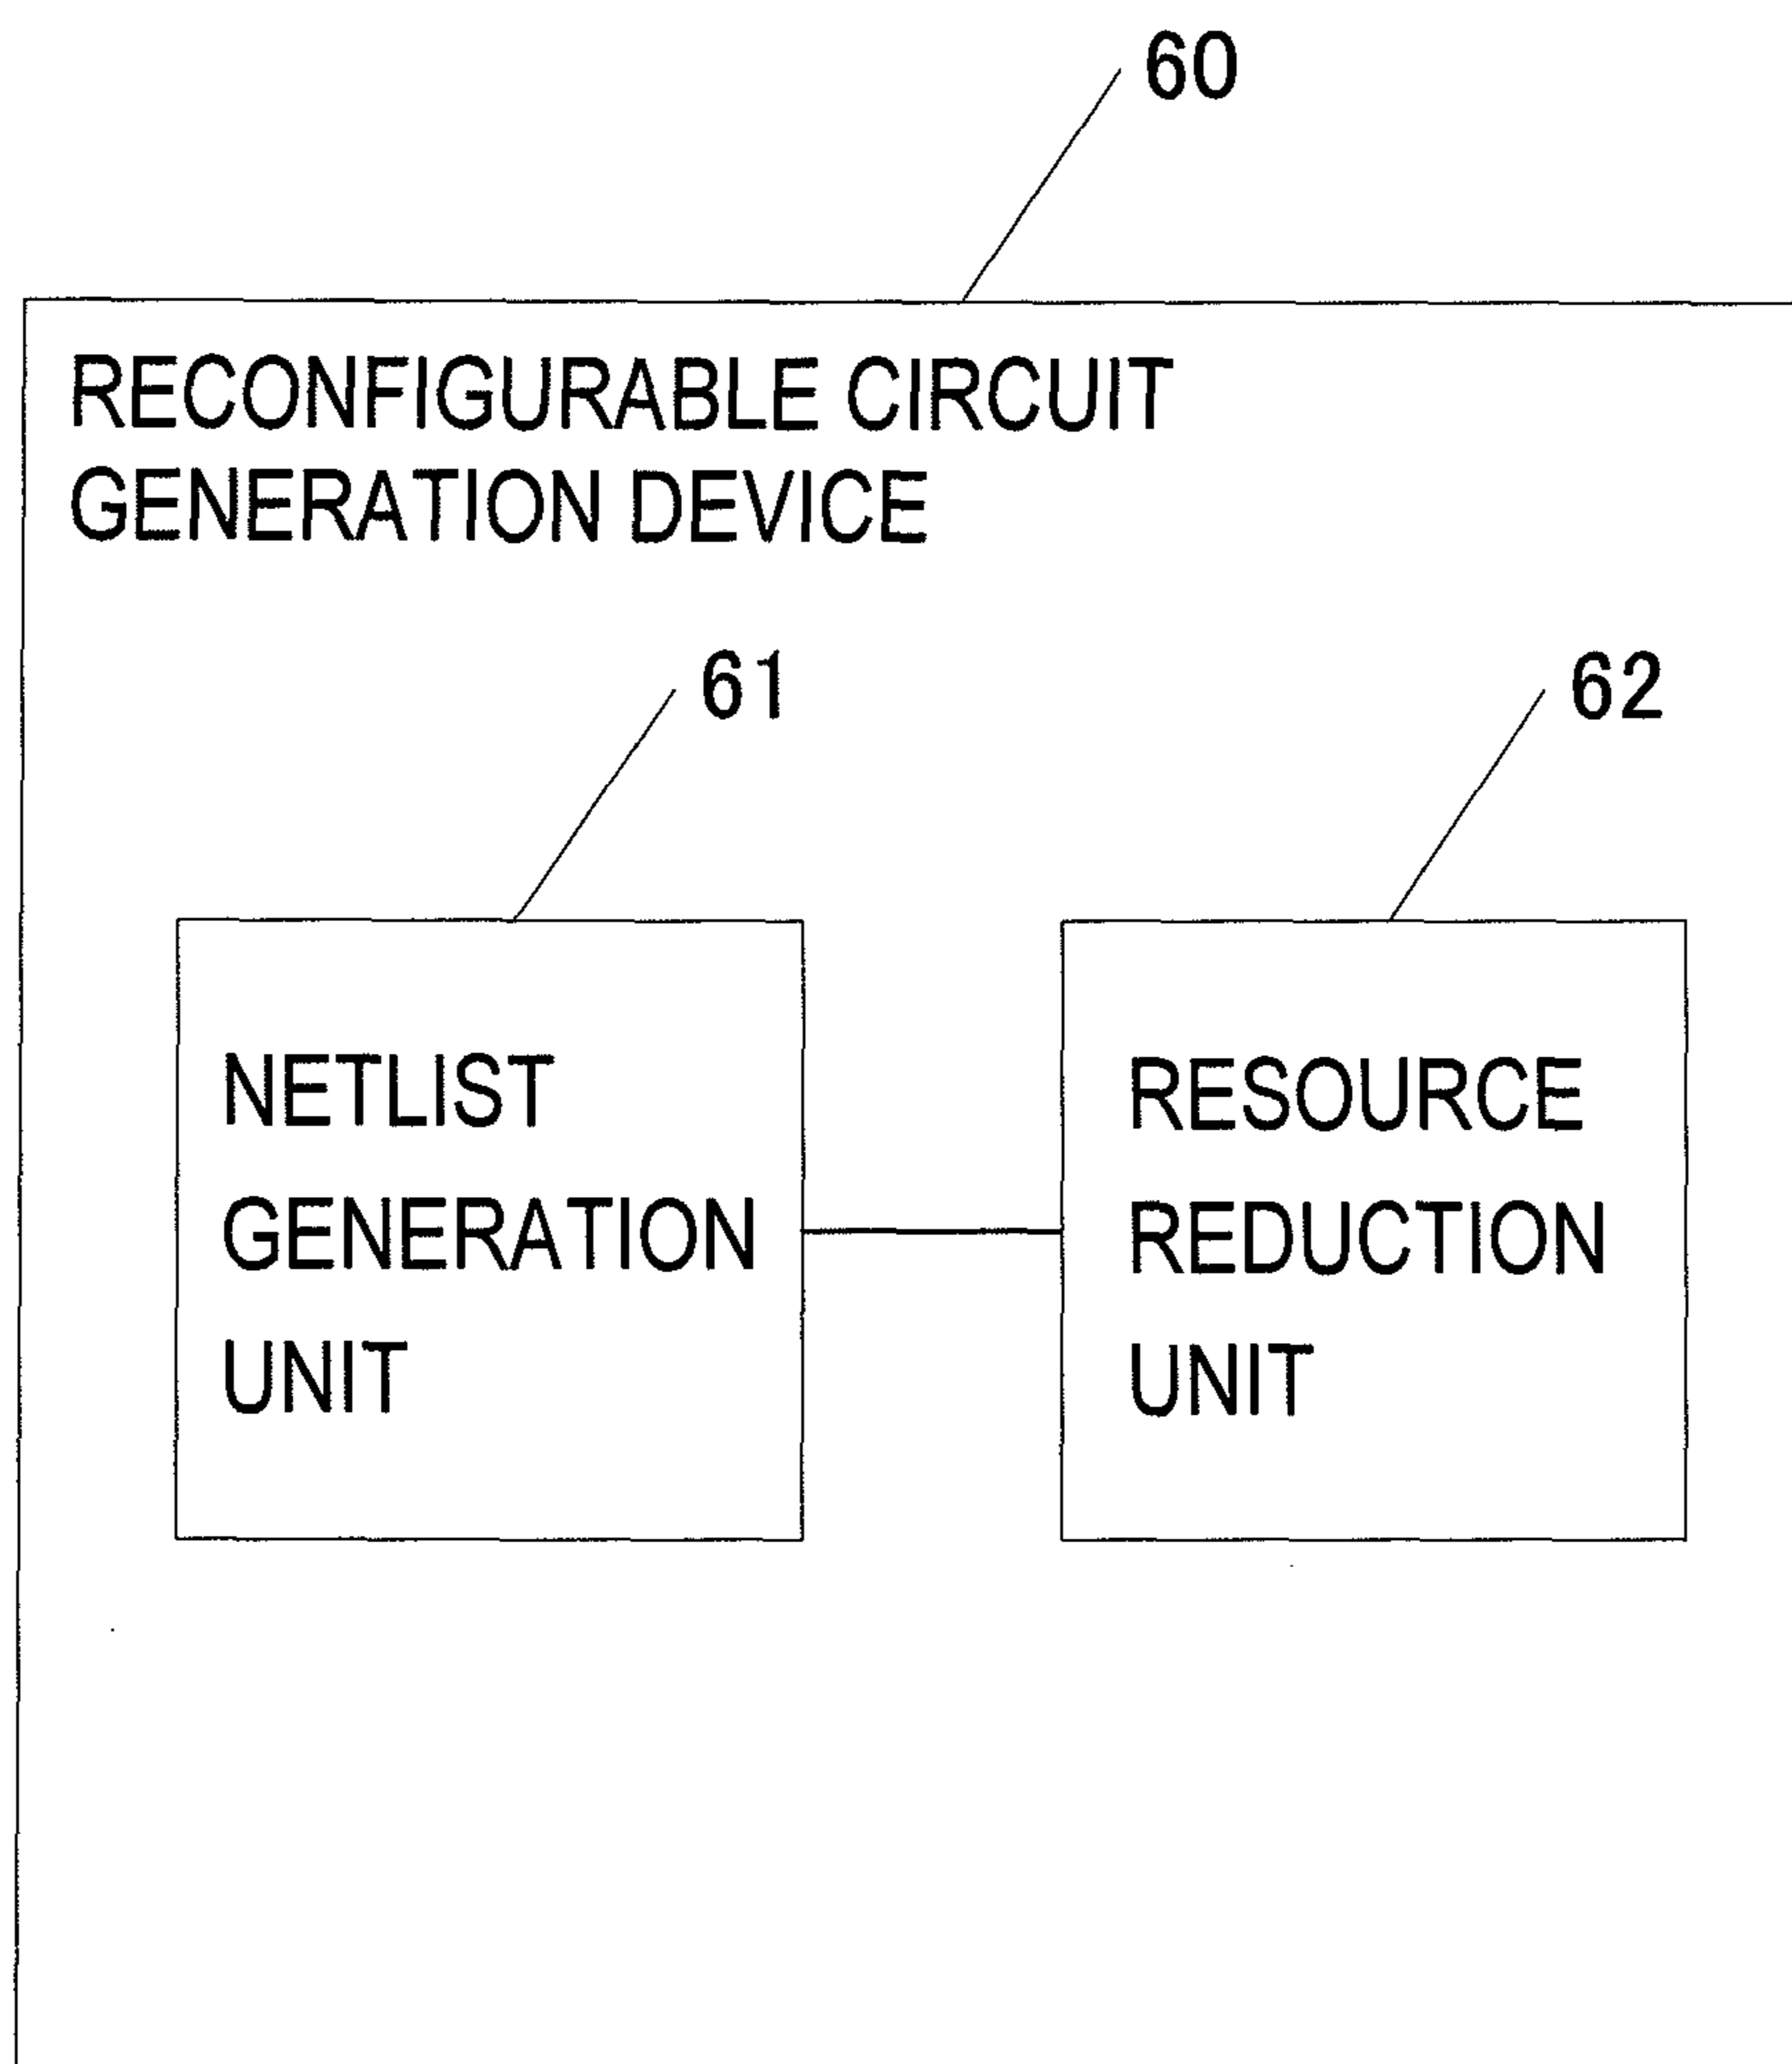 60
RECONFIGURABLE CIRCUIT
GENERATION DEVICE
61
62
NETLIST
GENERATION
UNIT
RESOURCE
REDUCTION
UNIT